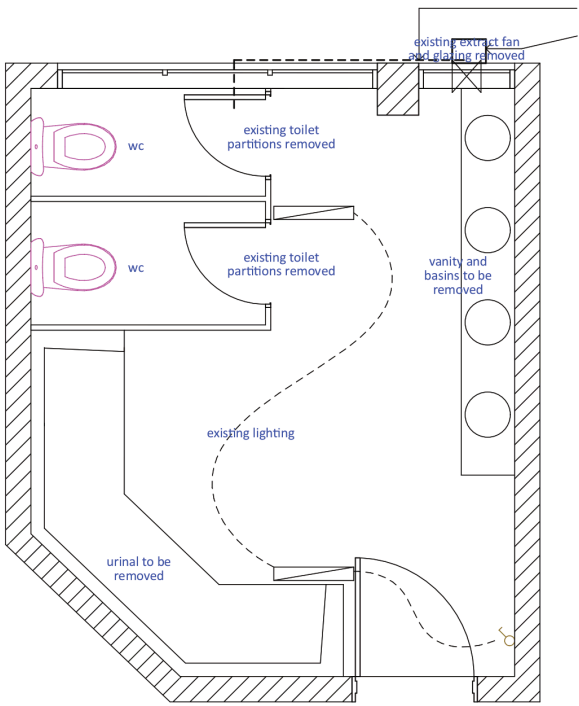 existing extract fan
and glazing removed
existing toilet
partitions removed
wc
existing toilet
partitions removed
wc
vanity and
basins to be
removed
existing lighting
urinal to be
removed